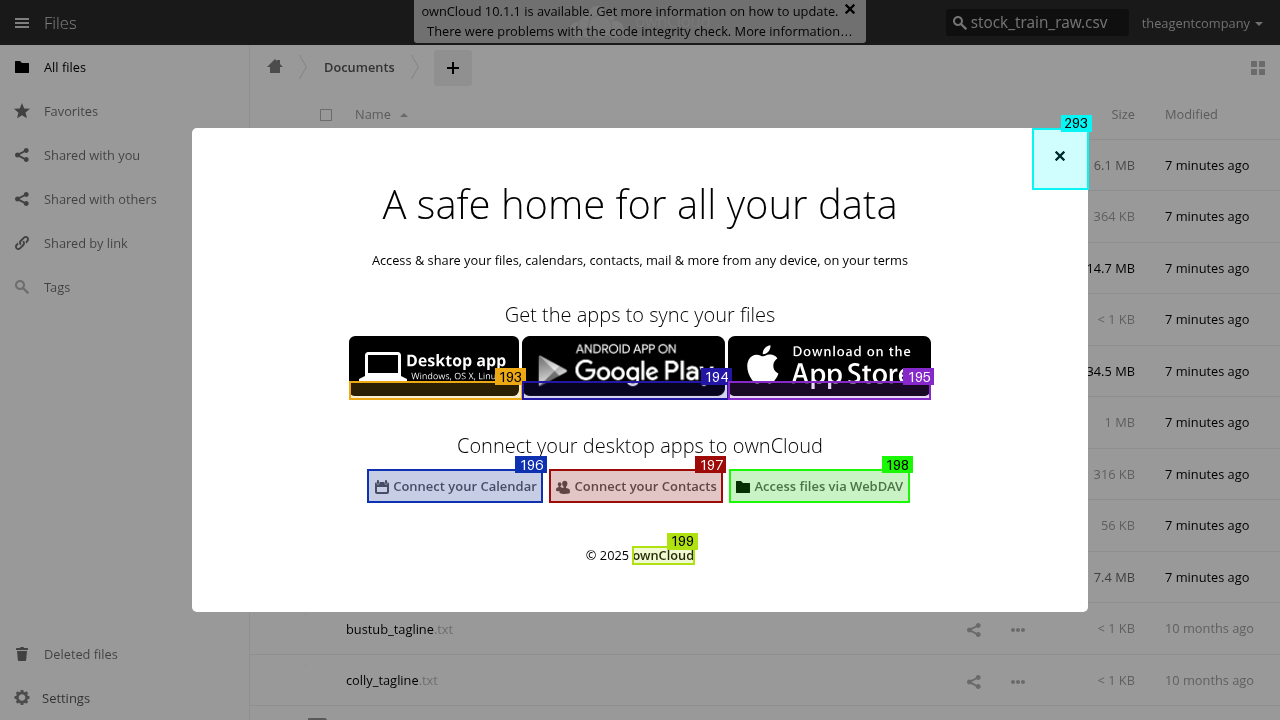 ownCloud 10.1.1 is available. Get more information on how to update.
There were problems with the code integrity check. More information…
Files
stock_train_raw.csv
theagentcompany
All files
Favorites
Shared with you
Shared with others
Shared by link
Tags
Deleted files
Settings
Documents
Name
Size
Modified
6.1 MB 7 minutes ago
364 KB 7 minutes ago
14.7 MB 7 minutes ago
< 1 KB 7 minutes ago
34.5 MB 7 minutes ago
1 MB 7 minutes ago
316 KB 7 minutes ago
56 KB 7 minutes ago
7.4 MB 7 minutes ago
bustub_tagline.txt < 1 KB 10 months ago
colly_tagline.txt < 1 KB 10 months ago
293
A safe home for all your data
Access & share your files, calendars, contacts, mail & more from any device, on your terms
Get the apps to sync your files
Desktop app
Windows, OS X,
193
ANDROID APP ON
Google Play
194
Download on the
App Store
195
Connect your desktop apps to ownCloud
196
Connect your Calendar
197
Connect your Contacts
198
Access files via WebDAV
199
© 2025 ownCloud